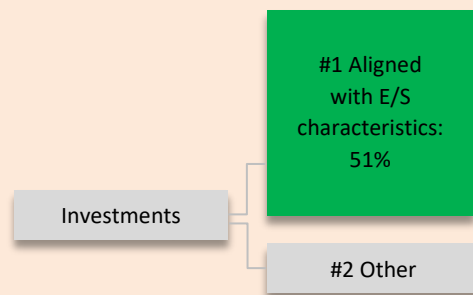 #1 Aligned
with E/S
characteristics:
51%
Investments
#2 Other